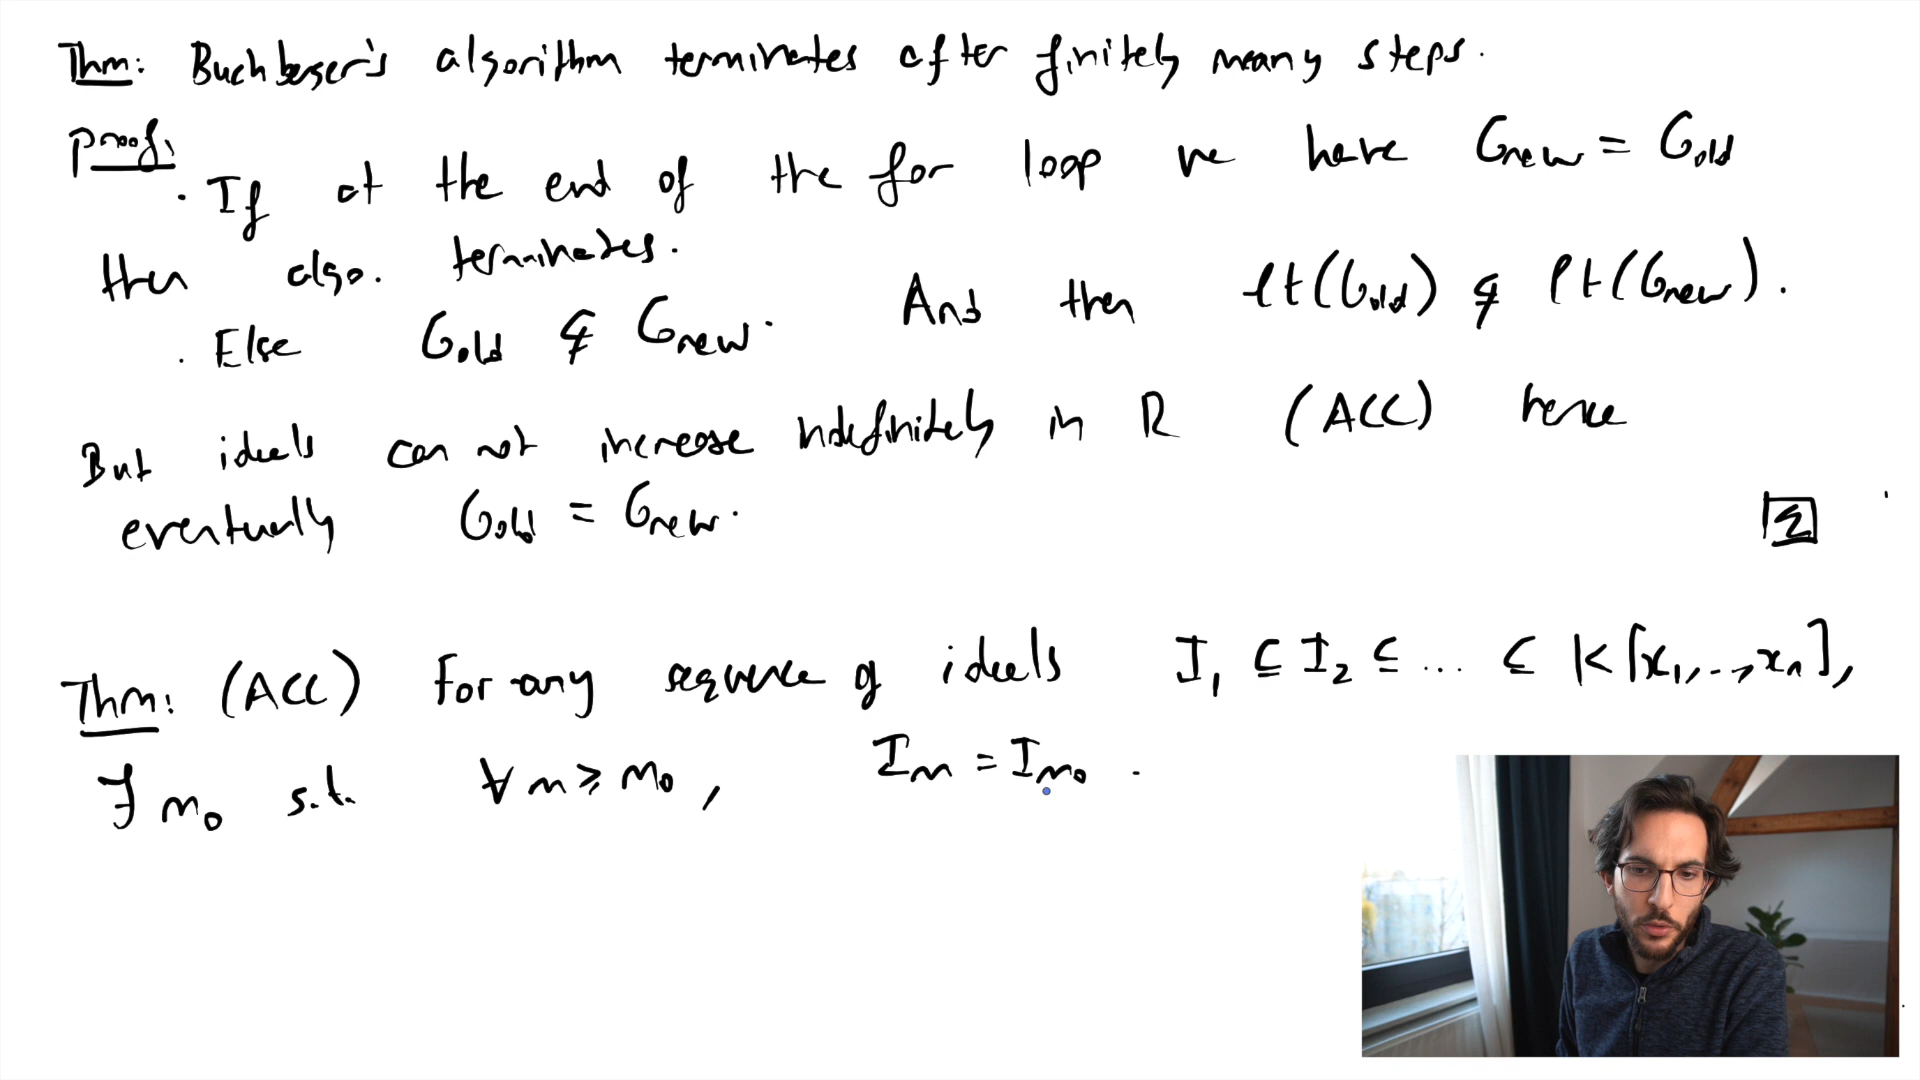 Thm: Buchberger's algorithm terminates after finitely many steps.
Proof:
· If at the end of the for loop we have Gnew = Gold
then algo. terminates.
· Else Gold ⊊ Gnew. And then lt(Gold) ⊊ lt(Gnew).
But ideals can not increase indefinitely in R (ACC) hence
eventually Gold = Gnew.
Thm: (ACC) For any sequence of ideals I₁ ⊆ I₂ ⊆ ... ⊆ K[x₁,..,xₙ],
∃ m₀ s.t. ∀ m ≥ m₀, Iₘ = Iₘ₀.